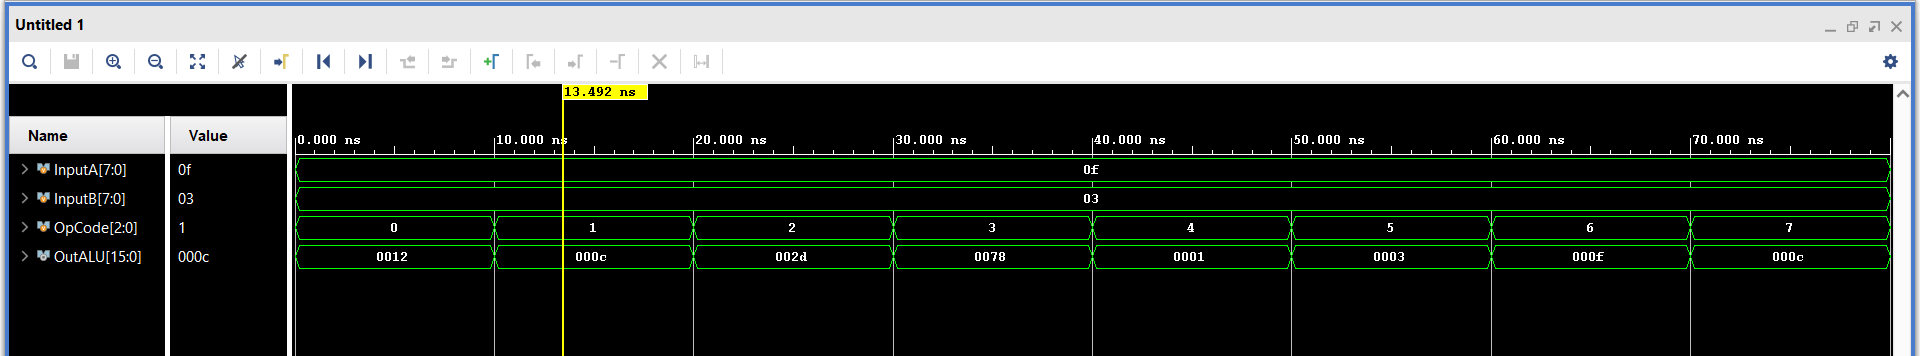 Untitled 1
13.492 ns
Name Value
0.000 ns 10.000 ns 20.000 ns 30.000 ns 40.000 ns 50.000 ns 60.000 ns 70.000 ns
InputA[7:0] 0f 0f
InputB[7:0] 03 03
OpCode[2:0] 1 0 1 2 3 4 5 6 7
OutALU[15:0] 000c 0012 000c 002d 0078 0001 0003 000f 000c